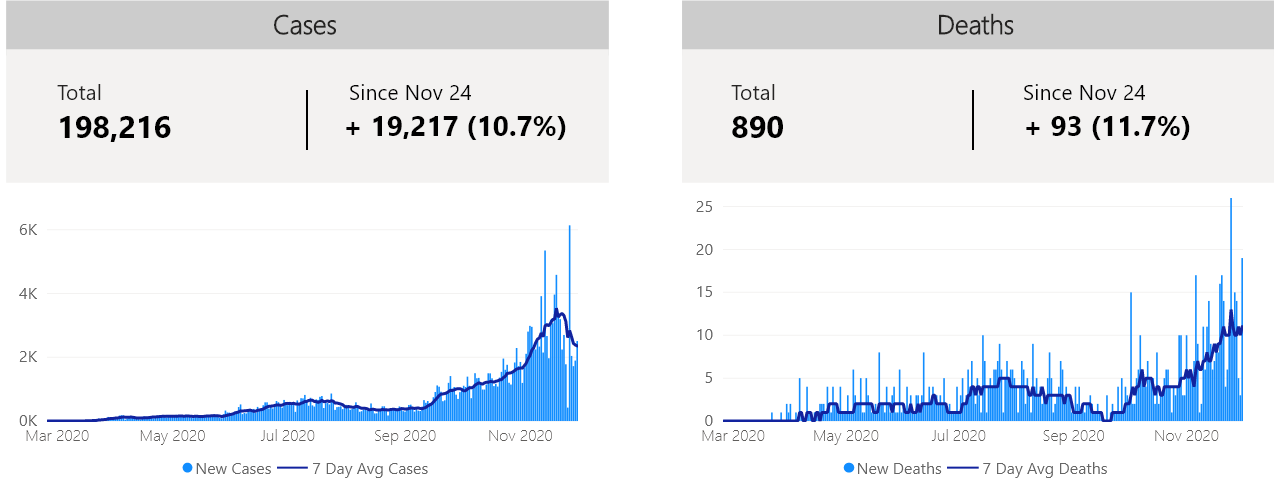 Cases
Total
198,216
Since Nov 24
+ 19,217 (10.7%)
6K
4K
2K
0K
Mar 2020 May 2020 Jul 2020 Sep 2020 Nov 2020
New Cases 7 Day Avg Cases
Deaths
Total
890
Since Nov 24
+ 93 (11.7%)
25
20
15
10
5
0
Mar 2020 May 2020 Jul 2020 Sep 2020 Nov 2020
New Deaths 7 Day Avg Deaths